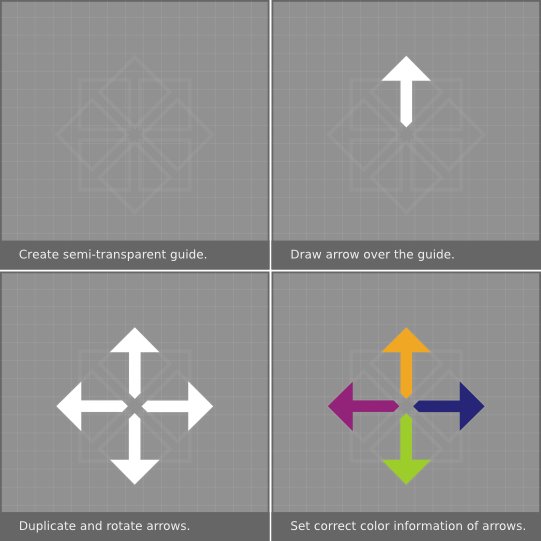 Create semi-transparent guide.
Draw arrow over the guide.
Duplicate and rotate arrows.
Set correct color information of arrows.